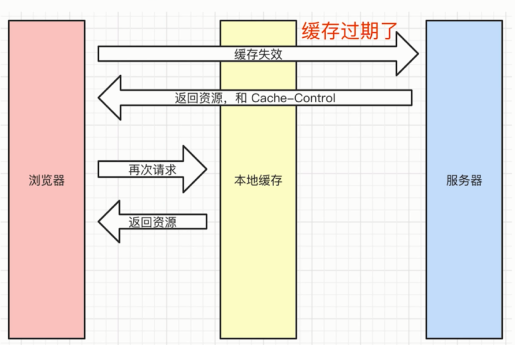 缓存过期了
缓存失效
返回资源，和 Cache-Control
再次请求
浏览器
本地缓存
服务器
返回资源